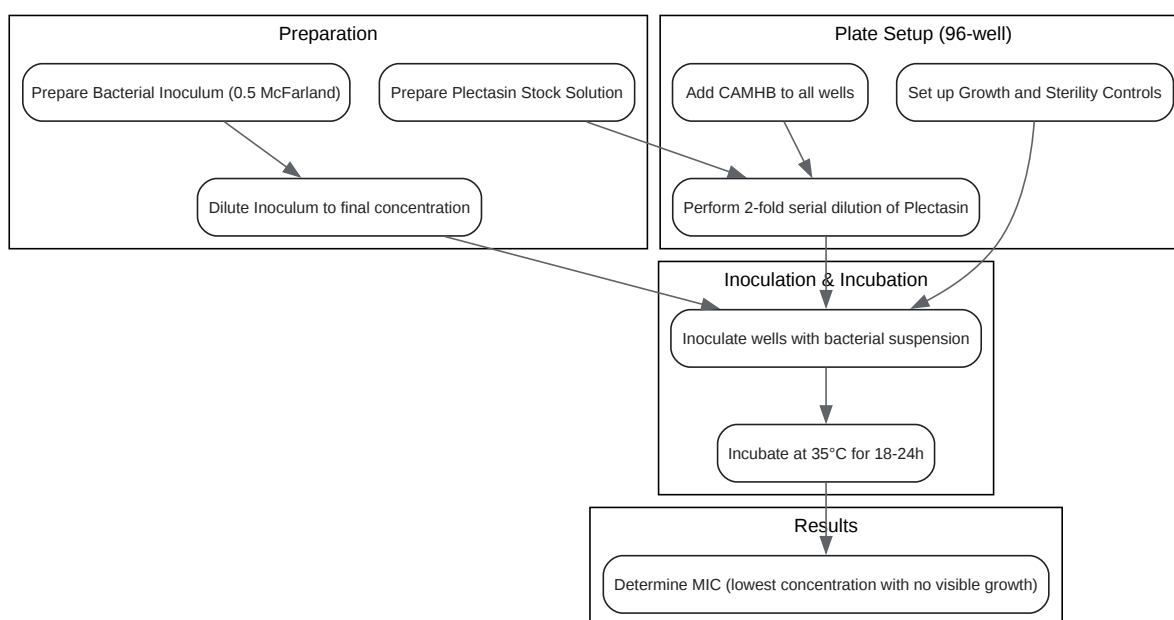 Preparation
Prepare Bacterial Inoculum (0.5 McFarland)
Prepare Plectasin Stock Solution
Dilute Inoculum to final concentration
Plate Setup (96-well)
Add CAMHB to all wells
Set up Growth and Sterility Controls
Perform 2-fold serial dilution of Plectasin
Inoculation & Incubation
Inoculate wells with bacterial suspension
Incubate at 35°C for 18-24h
Results
Determine MIC (lowest concentration with no visible growth)